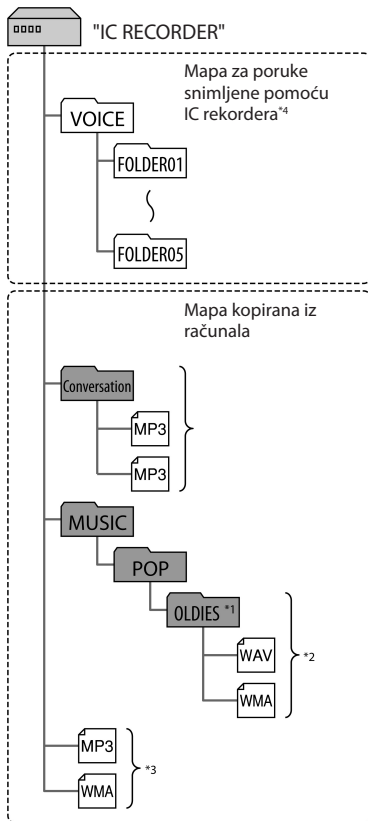 "IC RECORDER"
Mapa za poruke
snimljene pomoću
IC rekordera*4
VOICE
FOLDER01
FOLDER05
Mapa kopirana iz
računala
Conversation
MP3
MP3
MUSIC
POP
OLDIES *1
WAV
*2
WMA
MP3
*3
WMA